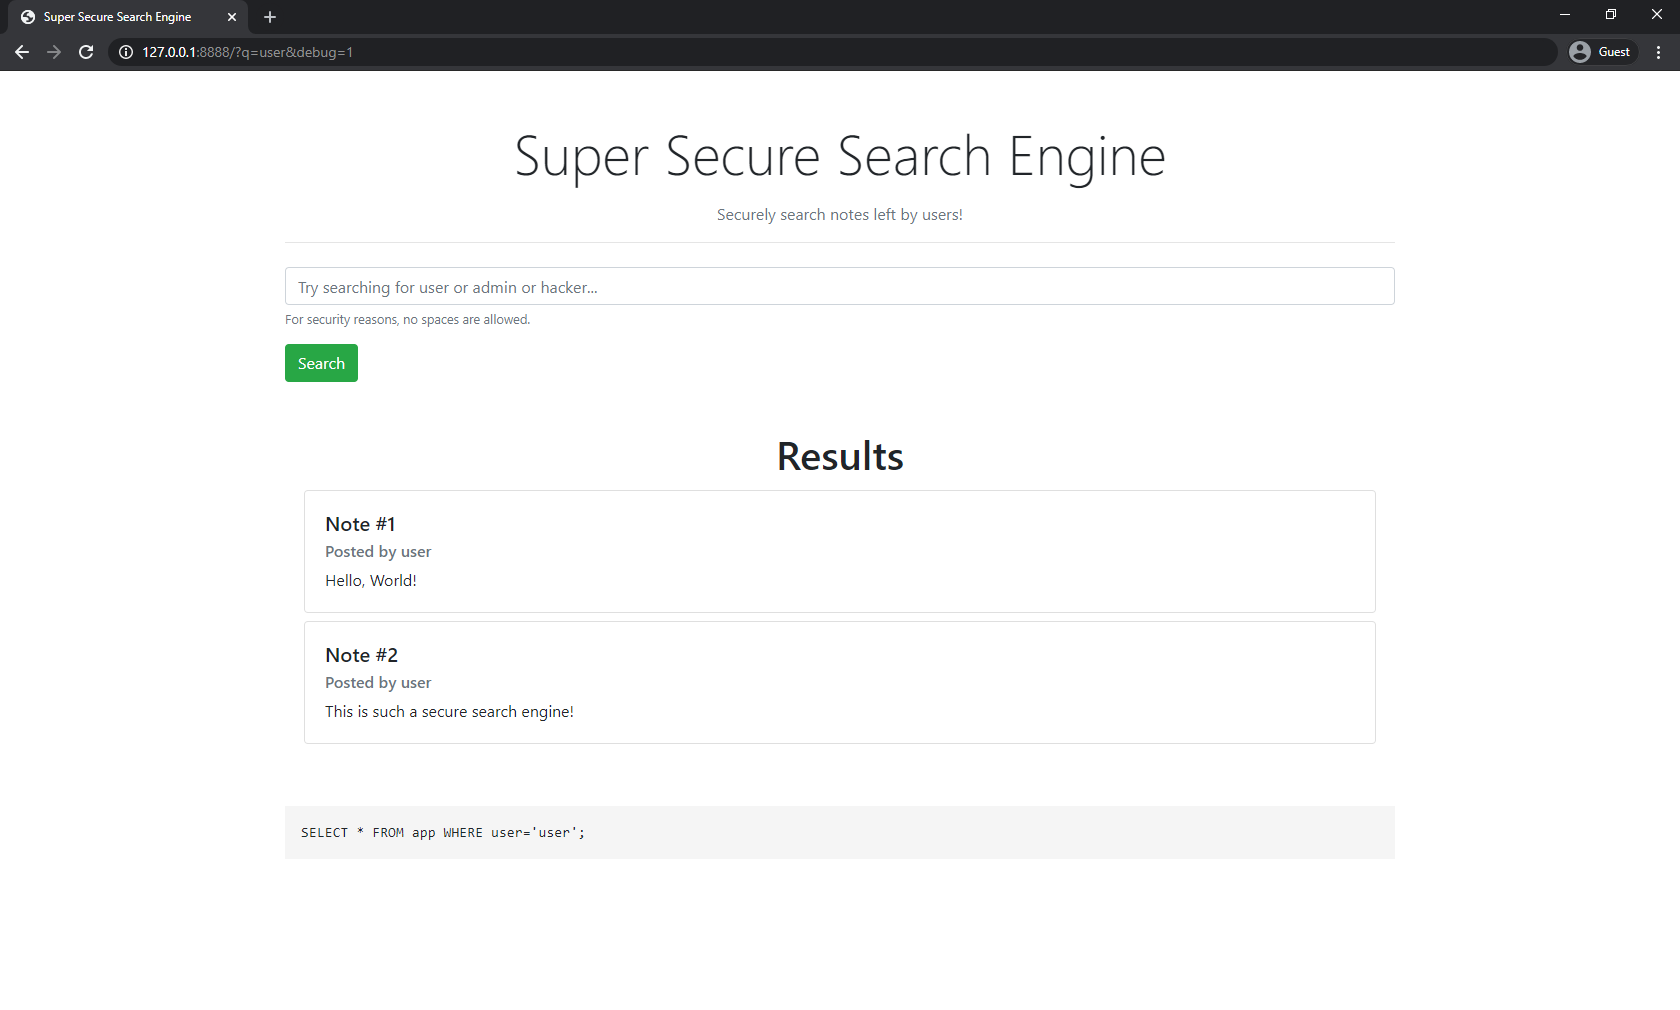 Super Secure Search Engine
127.0.0.1:8888/?q=user&debug=1
Guest
Super Secure Search Engine
Securely search notes left by users!
Try searching for user or admin or hacker...
For security reasons, no spaces are allowed.
Search
Results
Note #1
Posted by user
Hello, World!
Note #2
Posted by user
This is such a secure search engine!
SELECT * FROM app WHERE user='user';